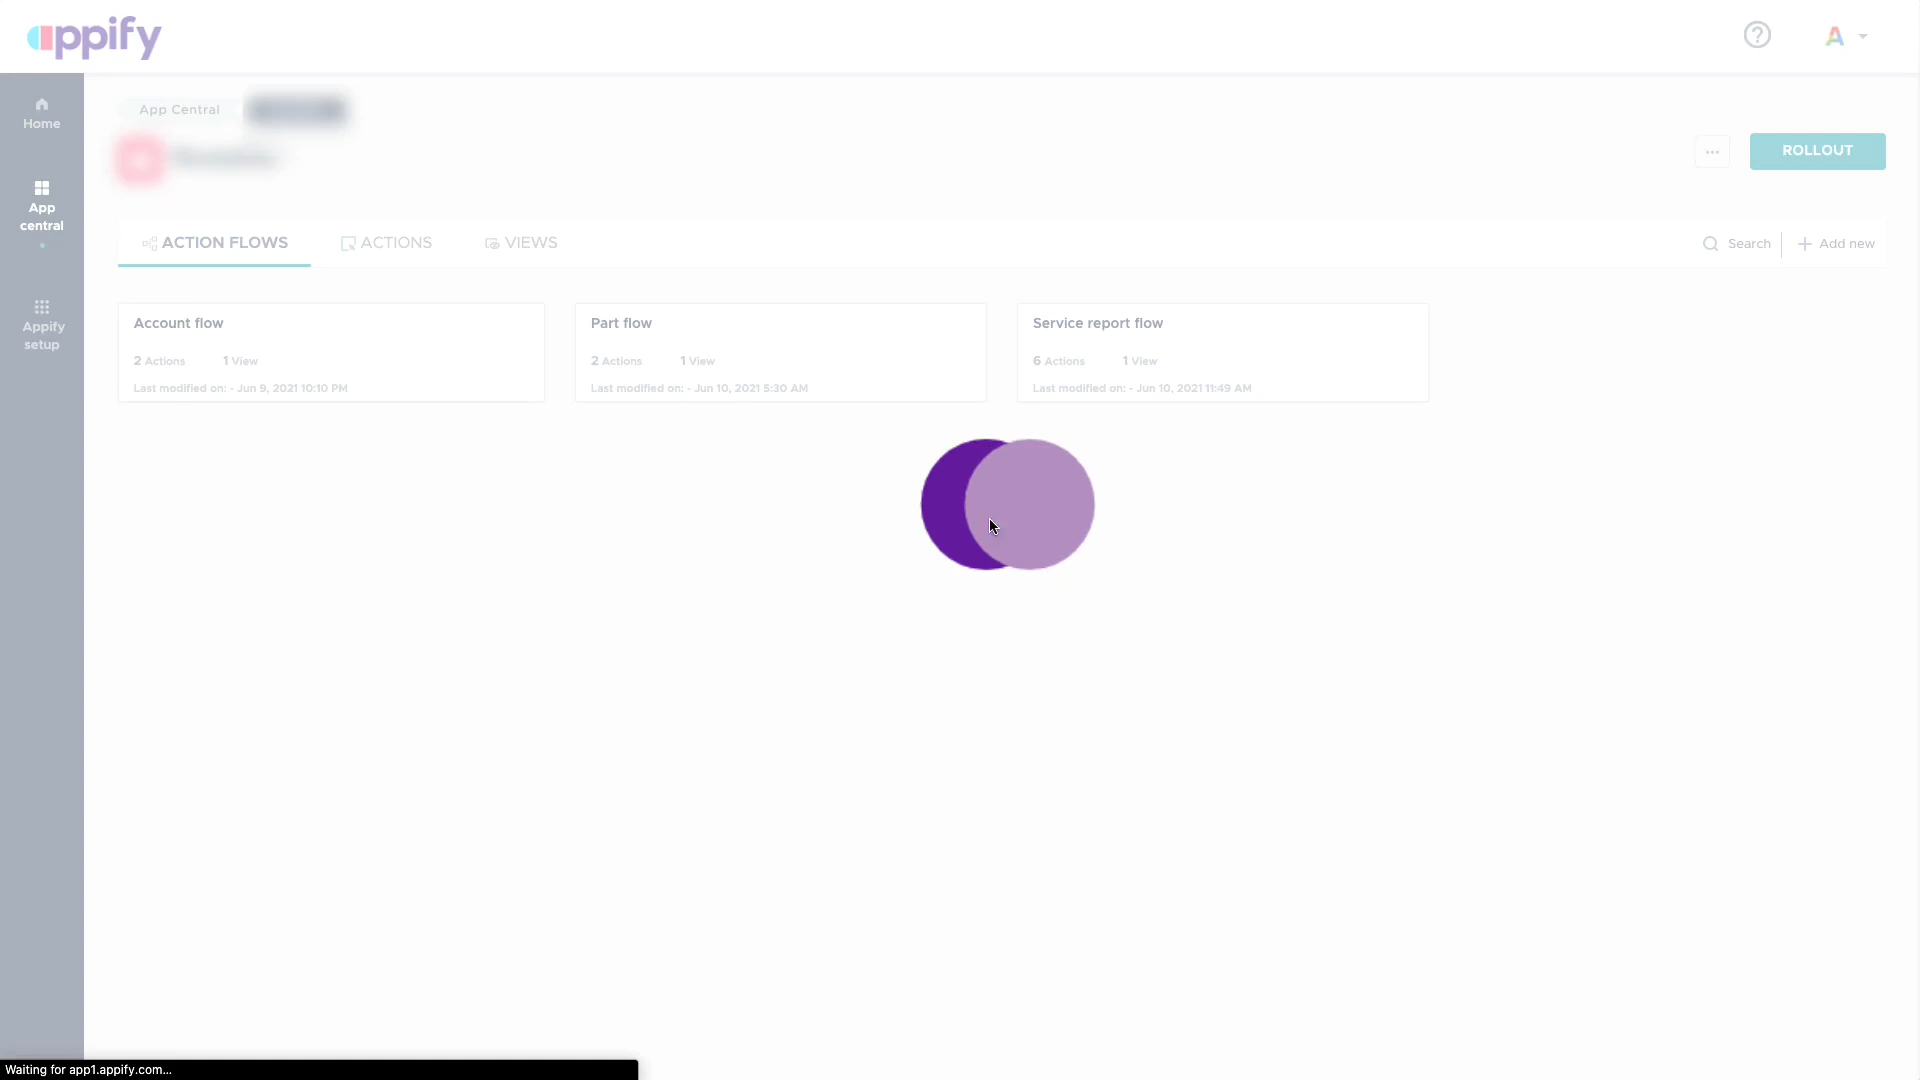 appify
Home
App
central
Appify
setup
App Central
ROLLOUT
ACTION FLOWS
ACTIONS
VIEWS
Search
Add new
Account flow
2 Actions 1 View
Last modified on: - Jun 9, 2021 10:10 PM
Part flow
2 Actions 1 View
Last modified on: - Jun 10, 2021 5:30 AM
Service report flow
6 Actions 1 View
Last modified on: - Jun 10, 2021 11:49 AM
Waiting for app1.appify.com...